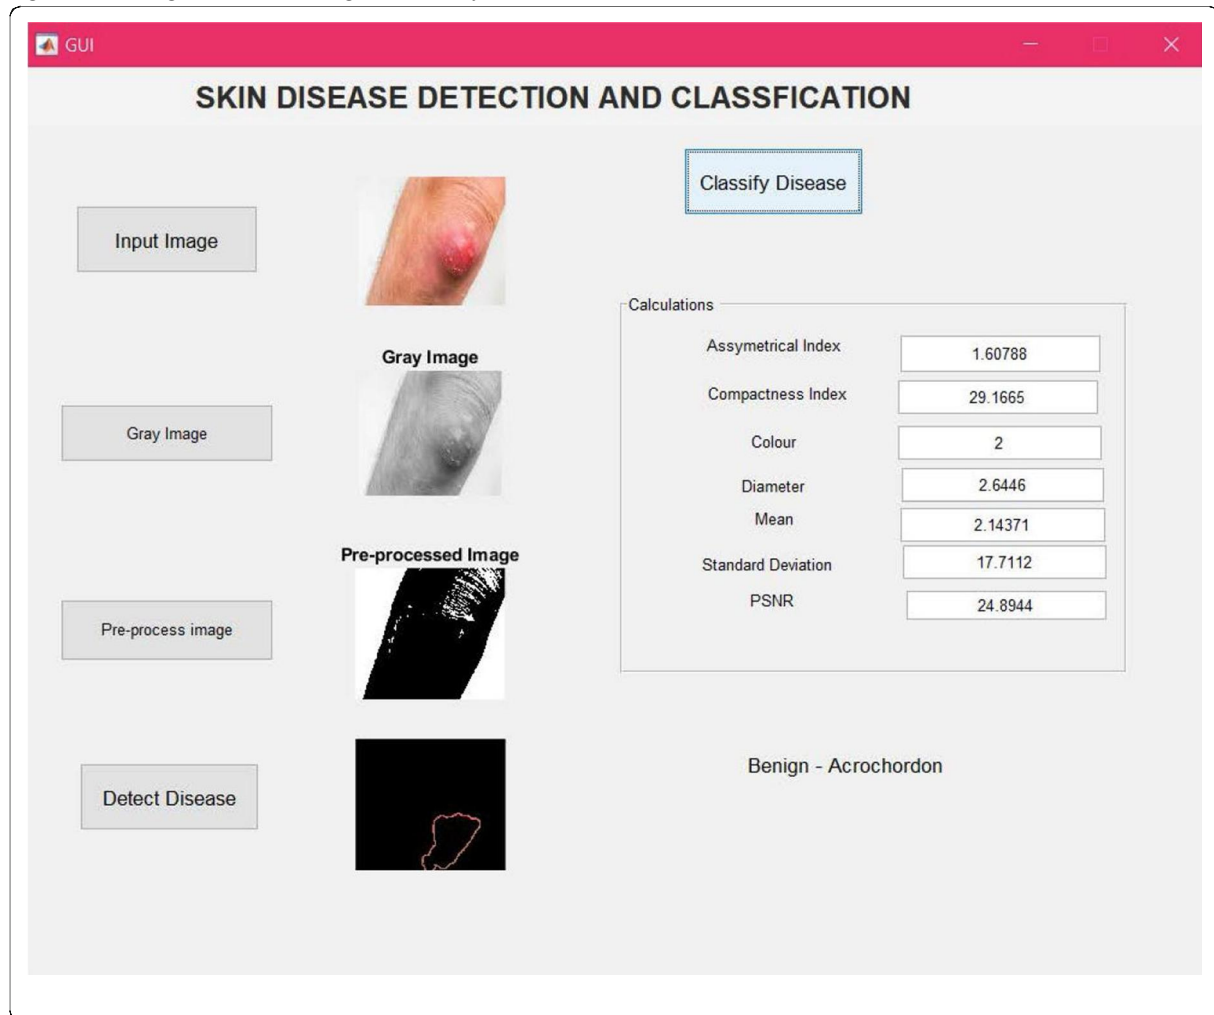 GUI
SKIN DISEASE DETECTION AND CLASSFICATION
Classify Disease
Input Image
Calculations
Gray Image
Assymetrical Index 1.60788
Compactness Index 29.1665
Gray Image
Colour 2
Diameter 2.6446
Mean 2.14371
Pre-processed Image
Standard Deviation 17.7112
PSNR 24.8944
Pre-process image
Benign - Acrochordon
Detect Disease